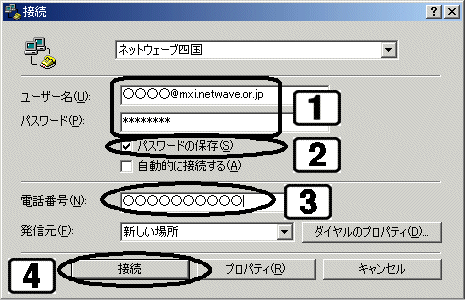 接続
ネットウェーブ四国
ユーザー名(U):
〇〇〇〇@mxi.netwave.or.jp
1
パスワード(P):
********
パスワードの保存(S)
2
自動的に接続する(A)
電話番号(N):
〇〇〇〇〇〇〇〇〇〇
3
発信元(F):
新しい場所
ダイヤルのプロパティ(D)...
4
接続
プロパティ(R)
キャンセル